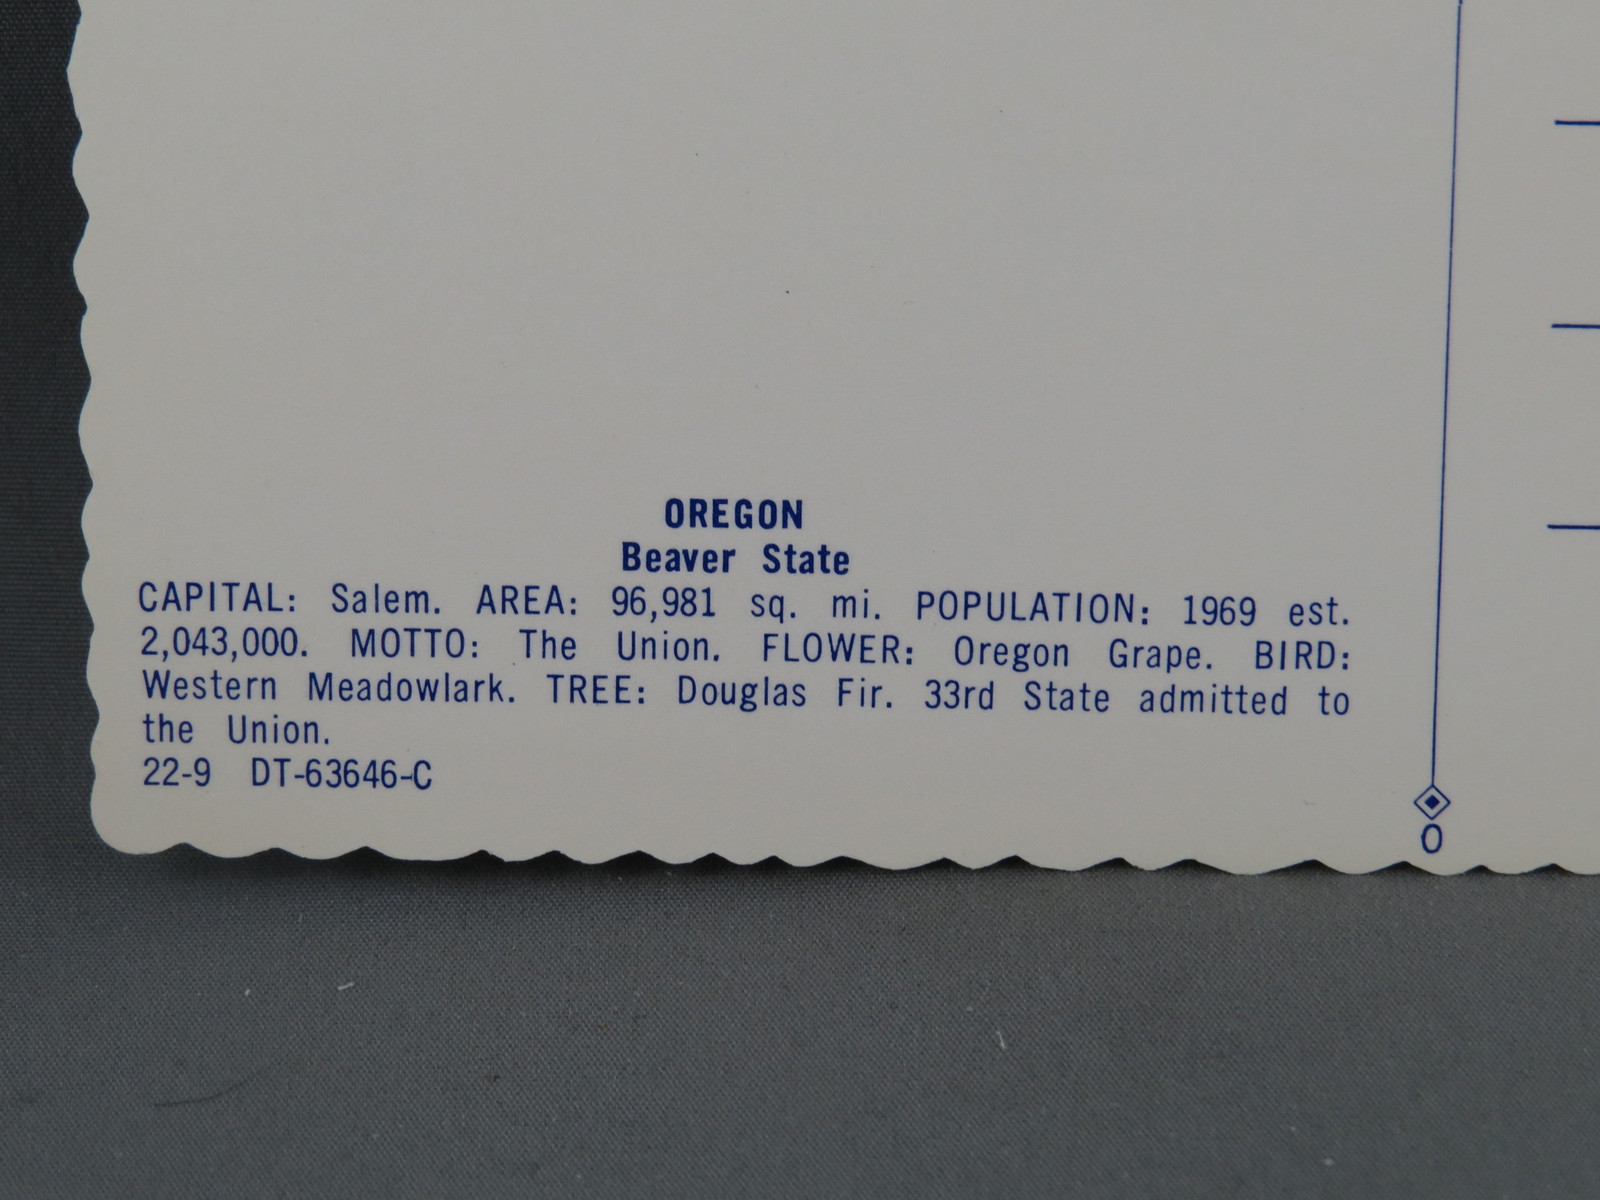 OREGON
Beaver State
CAPITAL: Salem. AREA: 96,981 sq. mi. POPULATION: 1969 est.
2,043,000. MOTTO: The Union. FLOWER: Oregon Grape. BIRD:
Western Meadowlark. TREE: Douglas Fir. 33rd State admitted to
the Union.
22-9 DT-63646-C
O